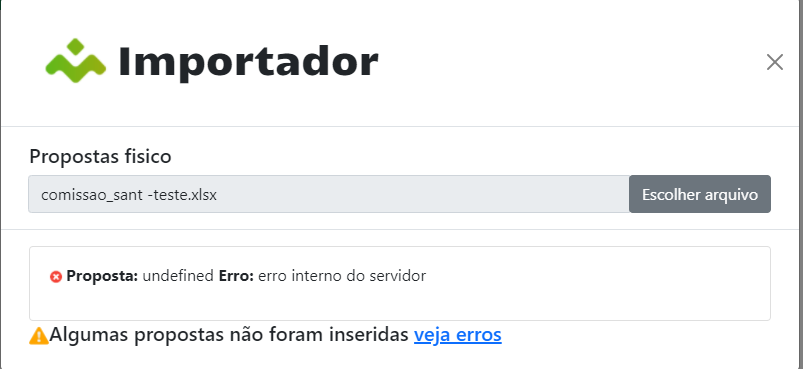 Importador
Propostas fisico
comissao_sant -teste.xlsx
Escolher arquivo
Proposta: undefined Erro: erro interno do servidor
Algumas propostas não foram inseridas veja erros